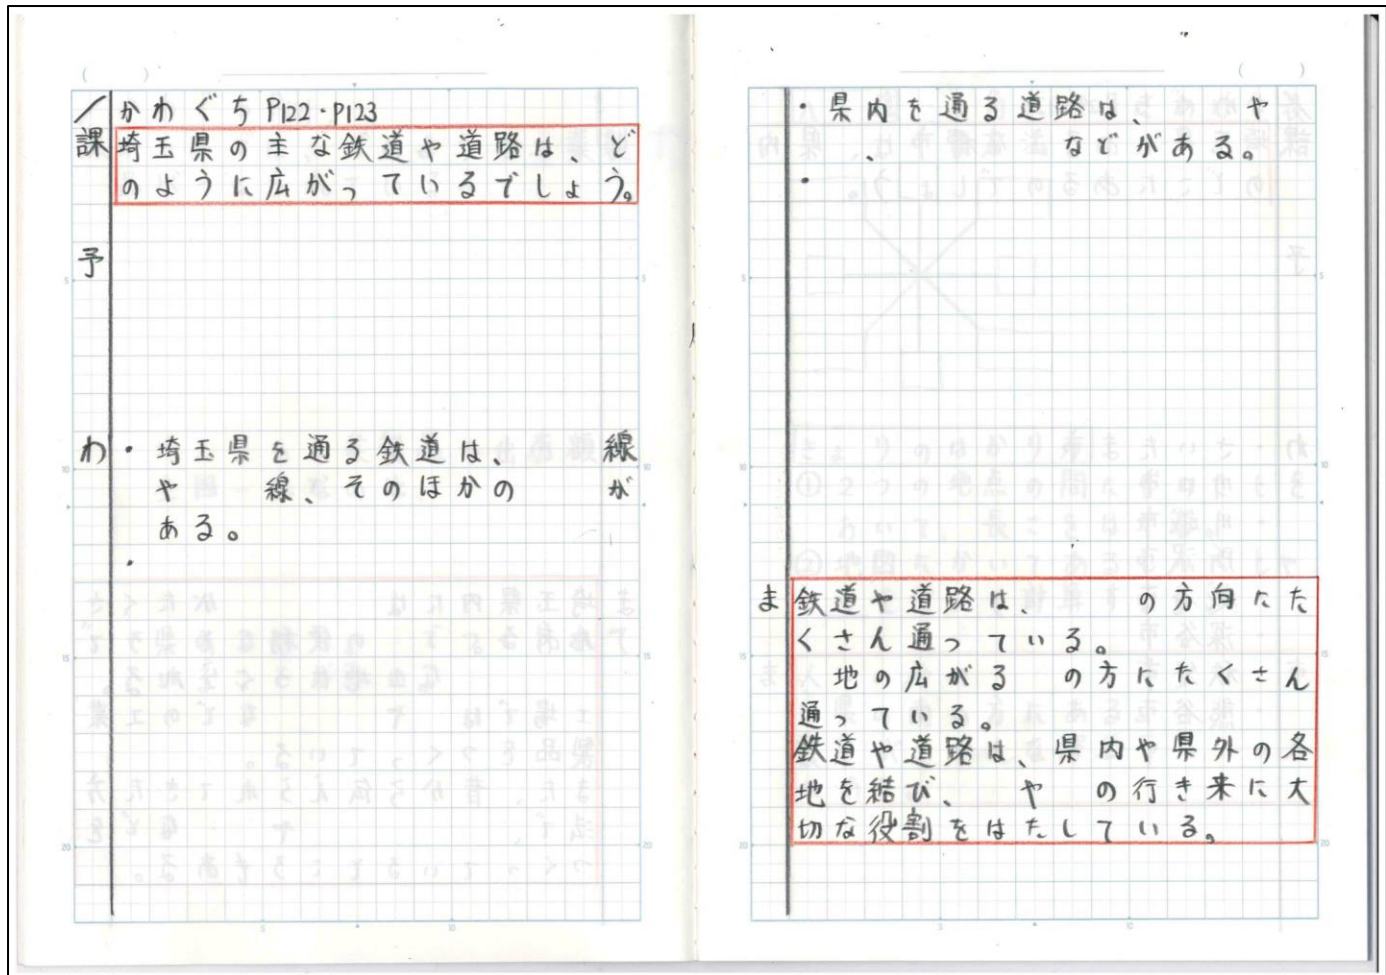 ／ かわぐち P122・P123
課 埼玉県の主な鉄道や道路は、ど
のように広がっているでしょう。
予
わ ・埼玉県を通る鉄道は、　　線
や　　線、そのほかの　　が
ある。
・
・県内を通る道路は、　　や
、　　などがある。
・
ま 鉄道や道路は、　　の方向にた
くさん通っている。
地の広がる　の方にたくさん
通っている。
鉄道や道路は、県内や県外の各
地を結び、　や　の行き来に大
切な役割をはたしている。